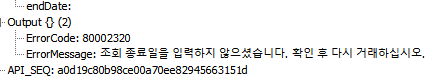 endDate:
Output {} (2)
ErrorCode: 80002320
ErrorMessage: 조회 종료일을 입력하지 않으셨습니다. 확인 후 다시 거래하십시오.
API_SEQ: a0d19c80b98ce00a70ee82945663151d